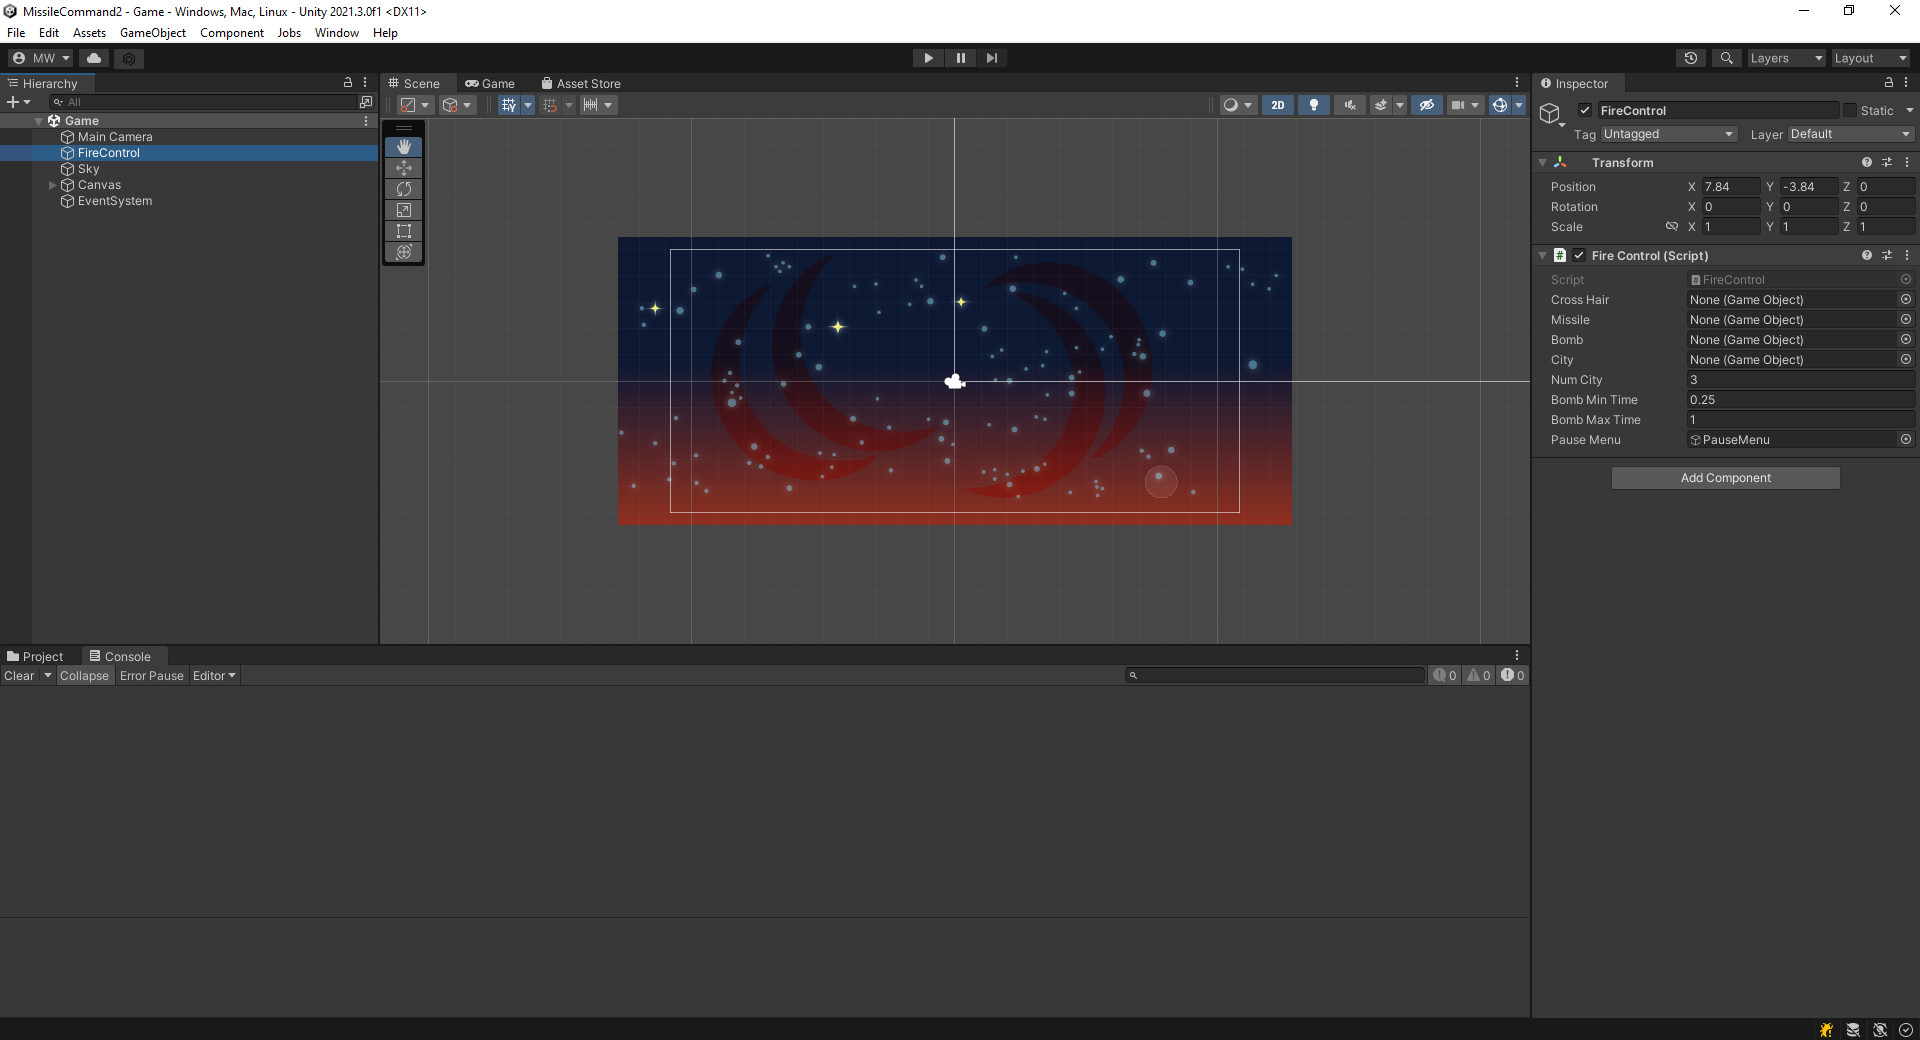 MissileCommand2 - Game - Windows, Mac, Linux - Unity 2021.3.0f1 <DX11>
File Edit Assets GameObject Component Jobs Window Help
MW Layers Layout
Hierarchy
All
Game
Main Camera
FireControl
Sky
Canvas
EventSystem
Scene Game Asset Store
2D
Inspector
FireControl Static
Tag Untagged Layer Default
Transform
Position X 7.84 Y -3.84 Z 0
Rotation X 0 Y 0 Z 0
Scale X 1 Y 1 Z 1
# Fire Control (Script)
Script FireControl
Cross Hair None (Game Object)
Missile None (Game Object)
Bomb None (Game Object)
City None (Game Object)
Num City 3
Bomb Min Time 0.25
Bomb Max Time 1
Pause Menu PauseMenu
Add Component
Project Console
Clear Collapse Error Pause Editor 0 0 0